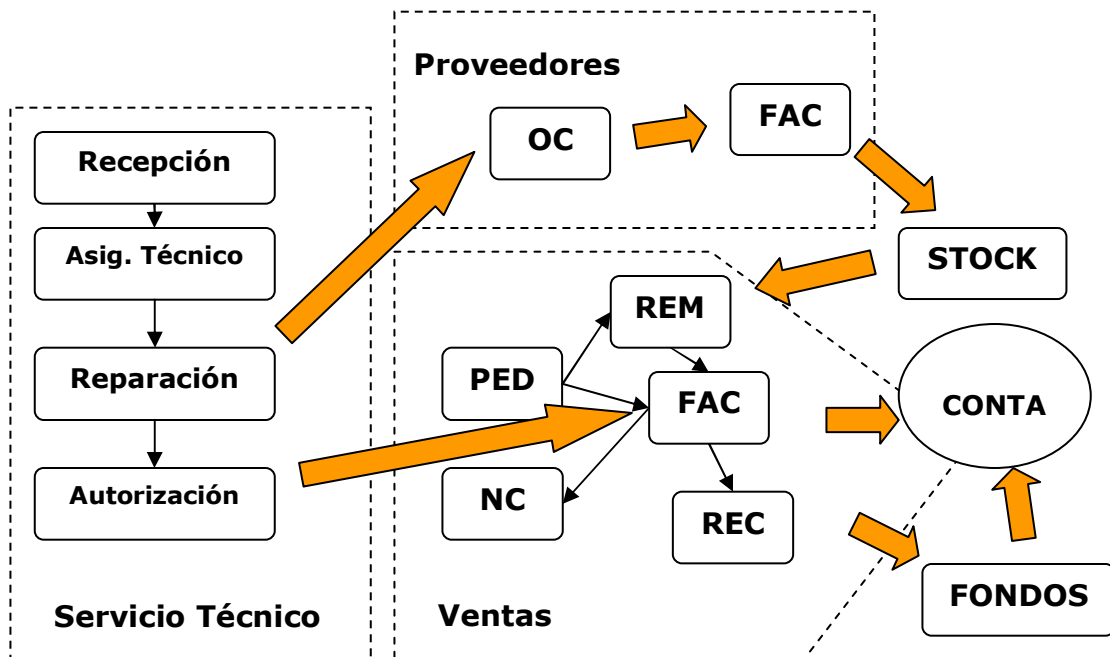 Proveedores
OC
FAC
Recepción
Asig. Técnico
Reparación
Autorización
Servicio Técnico
STOCK
REM
PED
FAC
NC
REC
Ventas
CONTA
FONDOS